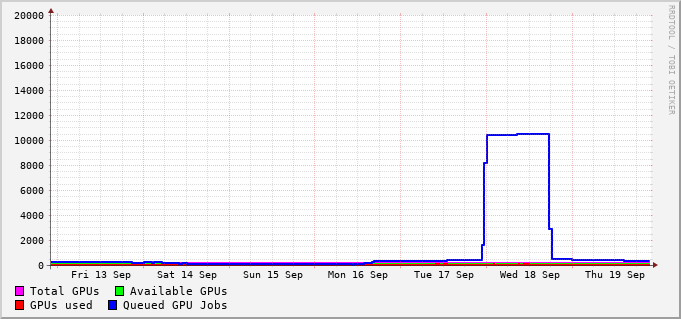 20000
18000
16000
14000
12000
10000
8000
6000
4000
2000
0
Fri 13 Sep Sat 14 Sep Sun 15 Sep Mon 16 Sep Tue 17 Sep Wed 18 Sep Thu 19 Sep
Total GPUs Available GPUs
GPUs used Queued GPU Jobs
RRDTOOL / TOBI OETIKER